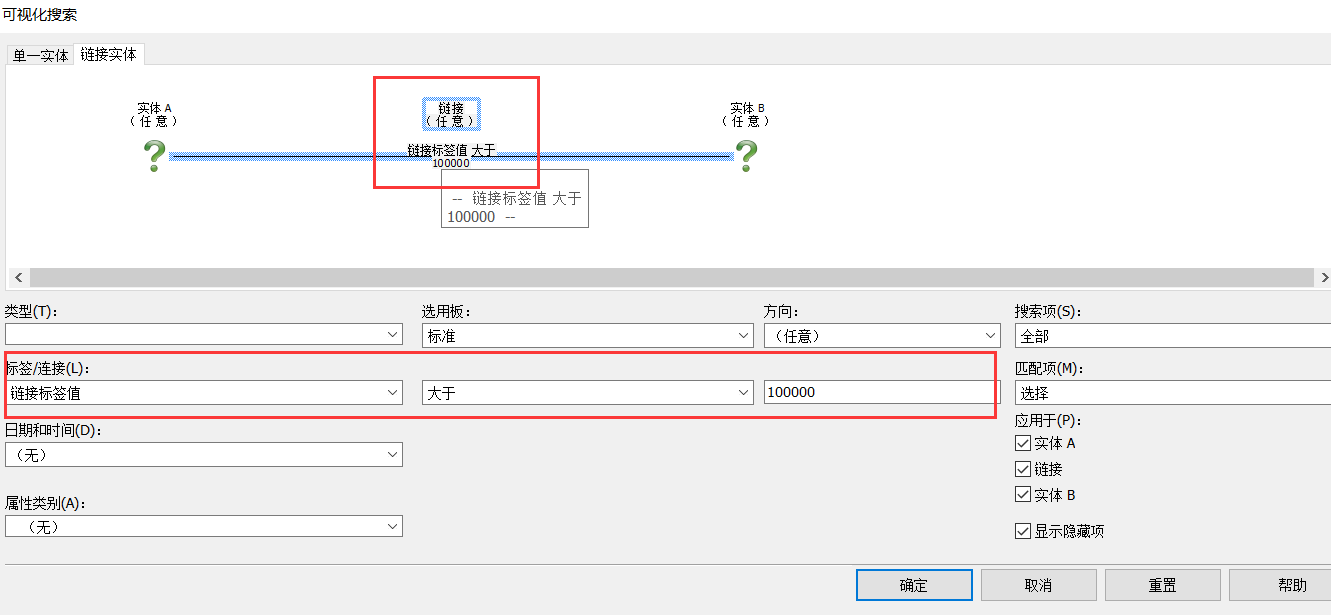 可视化搜索
单一实体 链接实体
实体 A
（任意）
链接
（任意）
实体 B
（任意）
链接标签值 大于
100000
-- 链接标签值 大于
100000 --
类型(T)： 选用板： 方向： 搜索项(S)：
标准 （任意） 全部
标签/连接(L)： 匹配项(M)：
链接标签值 大于 100000 选择
日期和时间(D)： 应用于(P)：
（无） 实体 A
链接
实体 B
属性类别(A)：
（无） 显示隐藏项
确定 取消 重置 帮助